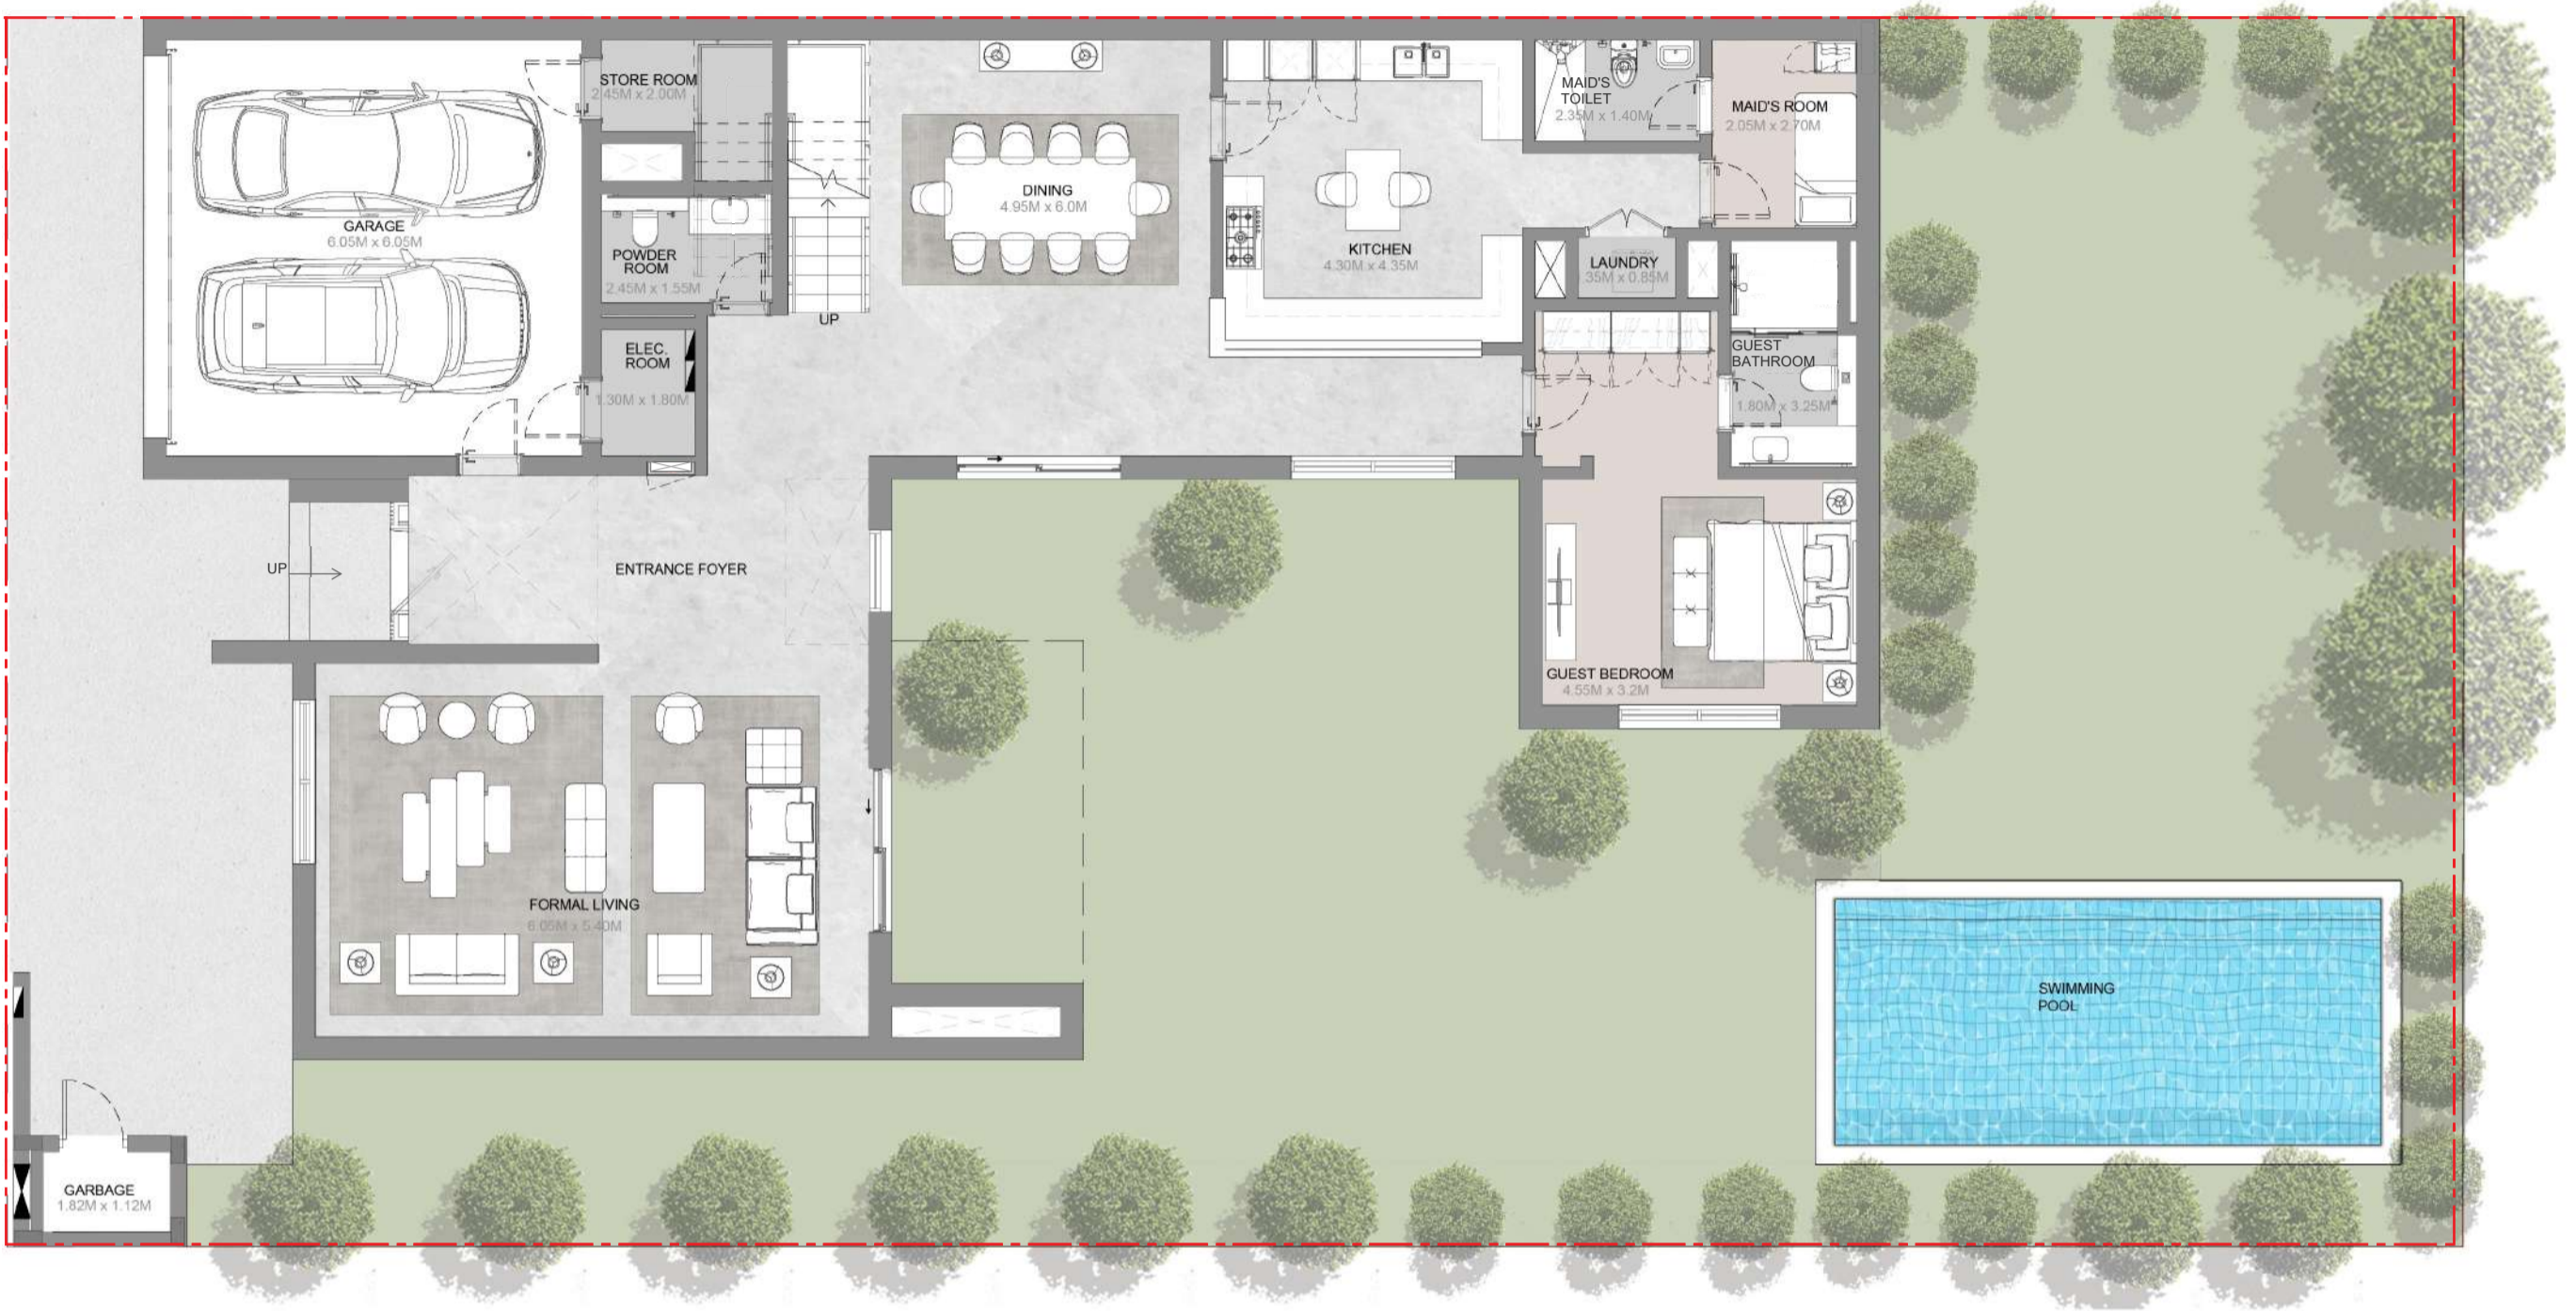 STORE ROOM
2.45M x 2.00M
MAID'S
TOILET
2.35M x 1.40M
MAID'S ROOM
2.05M x 2.70M
DINING
4.95M x 6.0M
GARAGE
6.05M x 6.05M
POWDER
ROOM
2.45M x 1.55M
KITCHEN
4.30M x 4.35M
LAUNDRY
.35M x 0.85M
UP
ELEC.
ROOM
1.30M x 1.80M
GUEST
BATHROOM
1.80M x 3.25M
UP
ENTRANCE FOYER
GUEST BEDROOM
4.55M x 3.2M
FORMAL LIVING
6.05M x 5.40M
SWIMMING
POOL
GARBAGE
1.82M x 1.12M